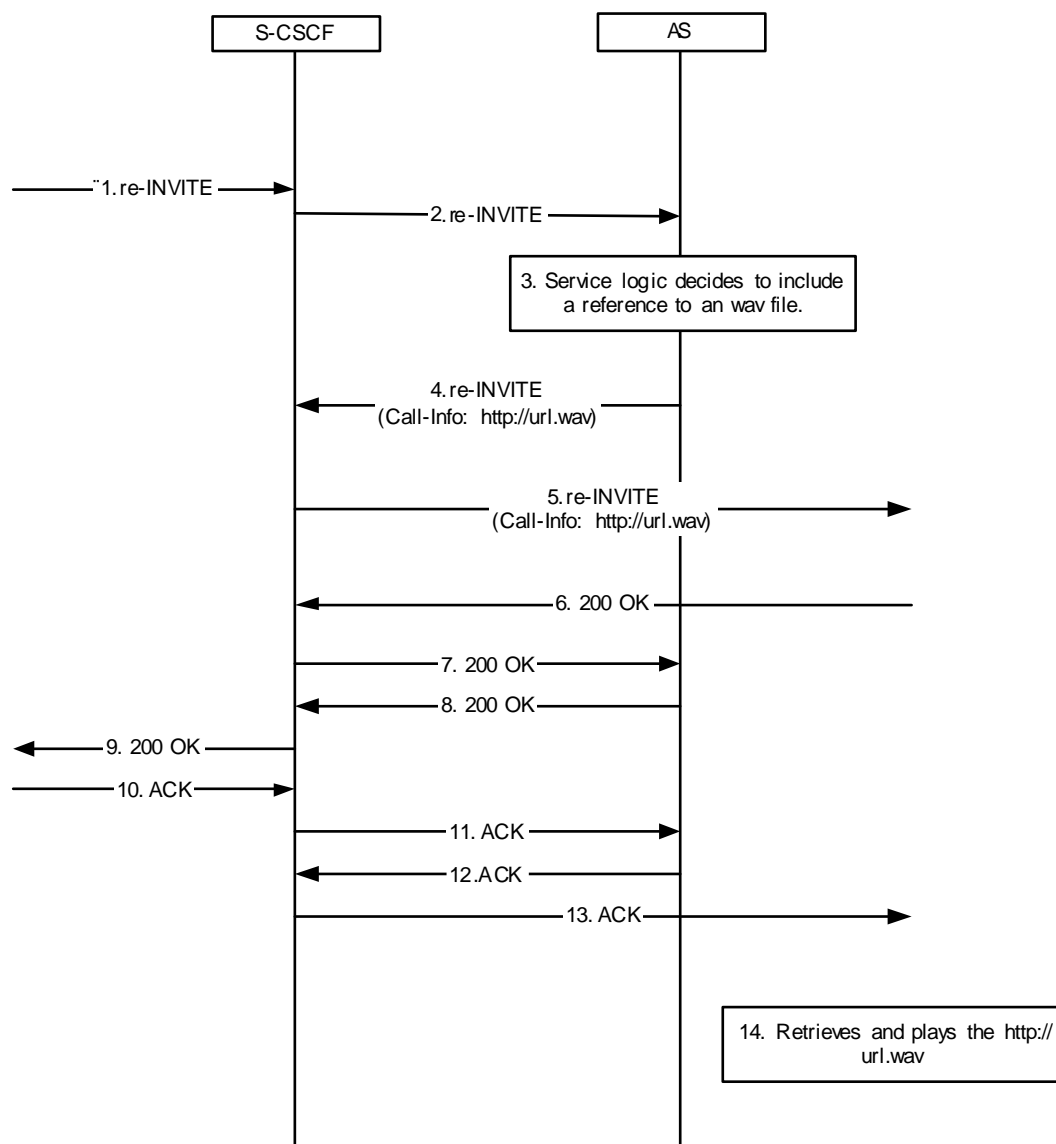 S-CSCF
AS
¨1. re-INVITE
2. re-INVITE
3. Service logic decides to include
a reference to an wav file.
4. re-INVITE
(Call-Info: http://url.wav)
5. re-INVITE
(Call-Info: http://url.wav)
6. 200 OK
7. 200 OK
8. 200 OK
9. 200 OK
10. ACK
11. ACK
12.ACK
13. ACK
14. Retrieves and plays the http://
url.wav